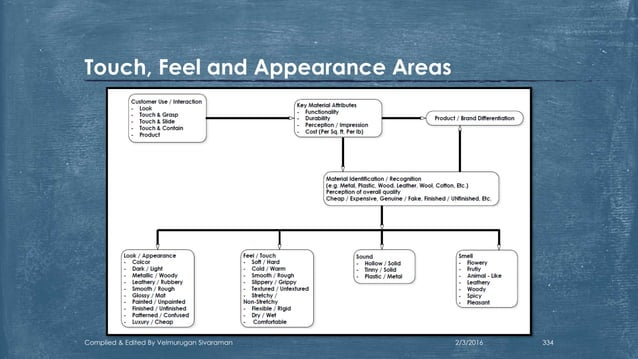 Touch, Feel and Appearance Areas
Customer Use / Interaction
- Look
- Touch & Grasp
- Touch & Slide
- Touch & Contain
- Product
Key Material Attributes
- Functionality
- Durability
- Perception / Impression
- Cost (Per Sq. ft. Per lb)
Product / Brand Differentiation
Material Identification / Recognition
(e.g. Metal, Plastic, Wood, Leather, Wool, Cotton, Etc.)
Perception of overall quality
Cheap / Expensive, Genuine / Fake, Finished / Unfinished, Etc.
Look / Appearance
- Colcor
- Dark / Light
- Metallic / Woody
- Leathery / Rubbery
- Smooth / Rough
- Glossy / Mat
- Painted / Unpainted
- Finished / Unfinished
- Patterned / Confused
- Luxury / Cheap
Feel / Touch
- Soft / Hard
- Cold / Warm
- Smooth / Rough
- Slippery / Grippy
- Textured / Untextured
- Stretchy /
Non-Stretchy
- Flexible / Rigid
- Dry / Wet
- Comfortable
Sound
- Hollow / Solid
- Tinny / Solid
- Plastic / Metal
Smell
- Flowery
- Fruity
- Animal - Like
- Leathery
- Woody
- Spicy
- Pleasant
Complied & Edited By Velmurugan Sivaraman
2/3/2016
334